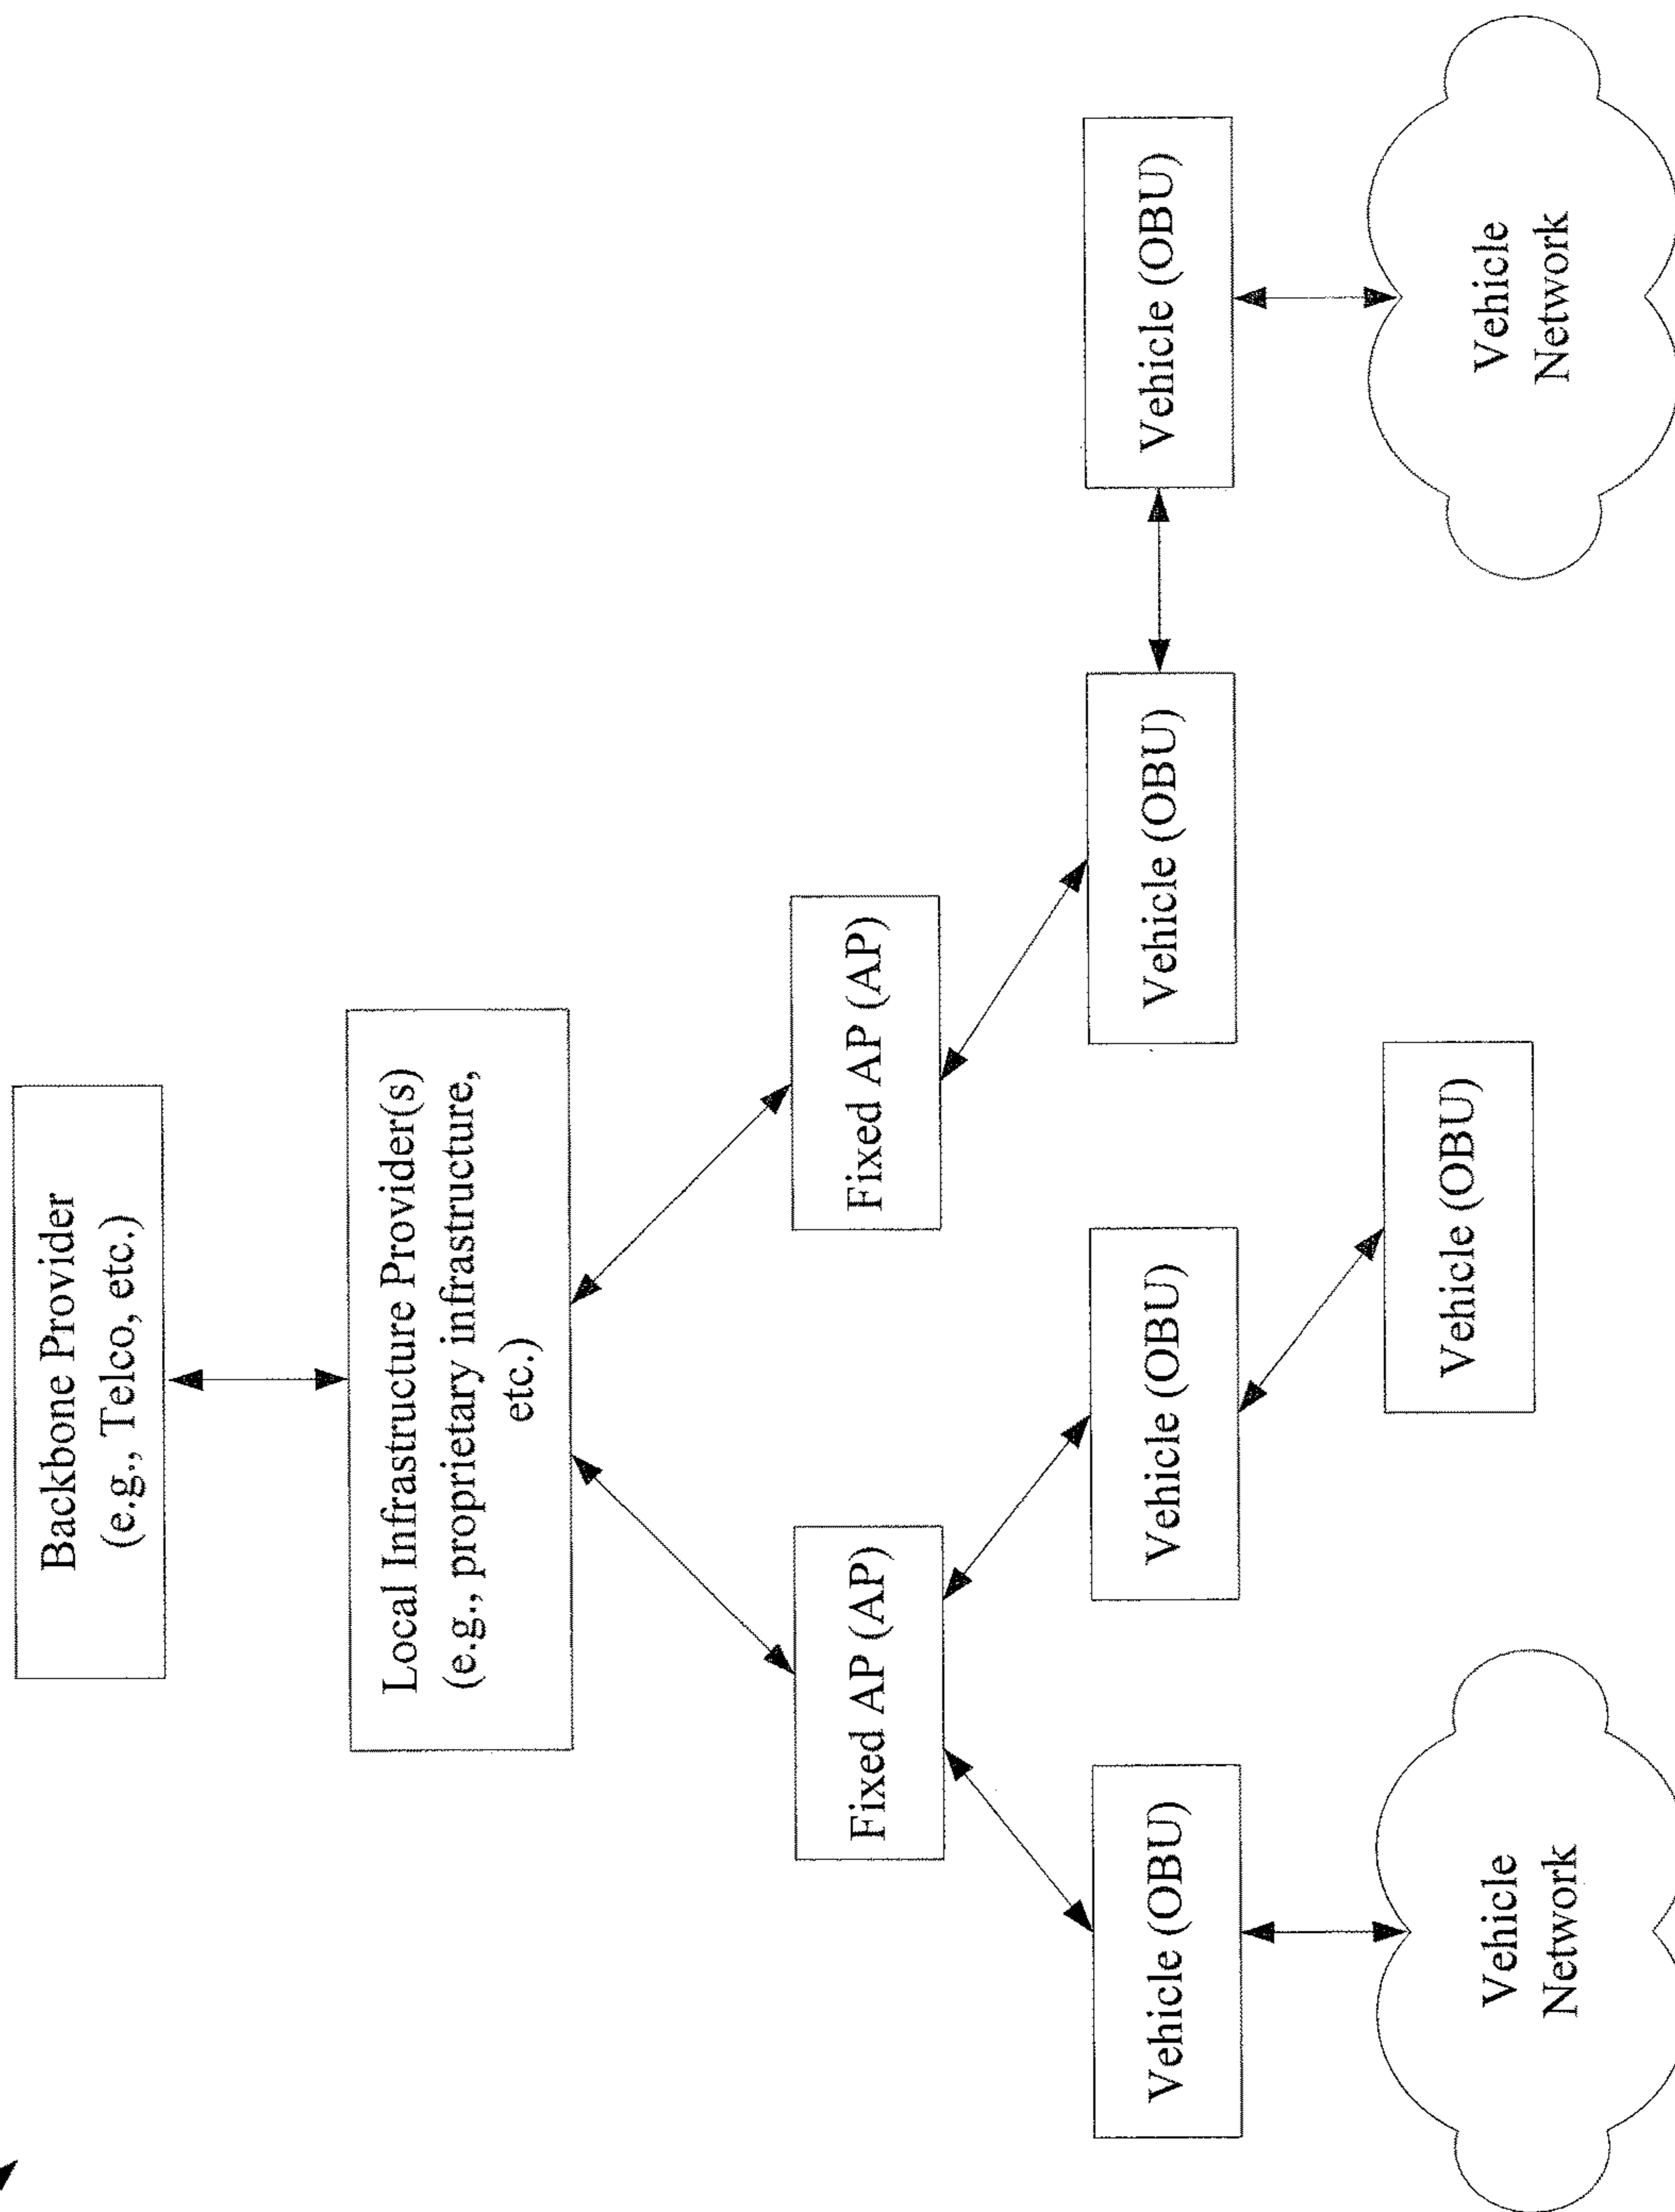 Backbone Provider
(e.g., Telco, etc.)
Local Infrastructure Provider(s)
(e.g., proprietary infrastructure,
etc.)
Fixed AP (AP)
Fixed AP (AP)
Vehicle (OBU)
Vehicle (OBU)
Vehicle (OBU)
Vehicle (OBU)
Vehicle (OBU)
Vehicle
Network
Vehicle
Network